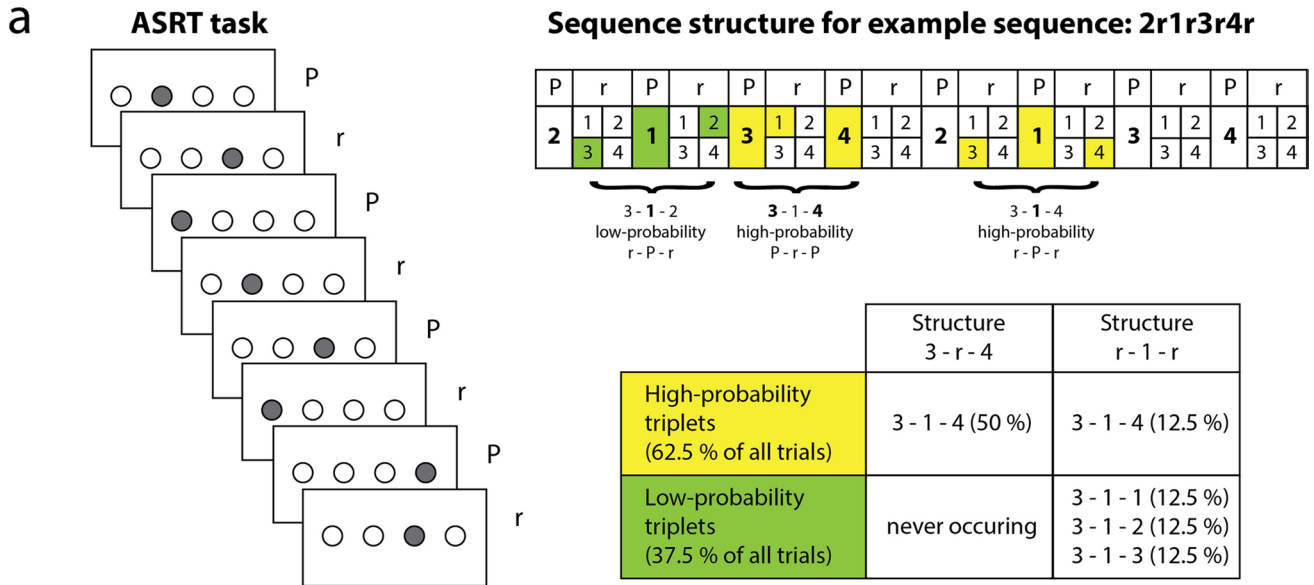 a
ASRT task
P
r
P
r
P
r
P
r
Sequence structure for example sequence: 2r1r3r4r
P r P r P r P r P r P r P r P r
2 1 2 1 1 2 3 1 2 4 1 2 2 1 2 1 1 2 3 1 2 4 1 2
3 4 3 4 3 4 3 4 3 4 3 4 3 4 3 4
3 - 1 - 2
low-probability
r - P - r
3 - 1 - 4
high-probability
P - r - P
3 - 1 - 4
high-probability
r - P - r
Structure
3 - r - 4
Structure
r - 1 - r
High-probability
triplets
(62.5 % of all trials)
3 - 1 - 4 (50 %)
3 - 1 - 4 (12.5 %)
Low-probability
triplets
(37.5 % of all trials)
never occuring
3 - 1 - 1 (12.5 %)
3 - 1 - 2 (12.5 %)
3 - 1 - 3 (12.5 %)